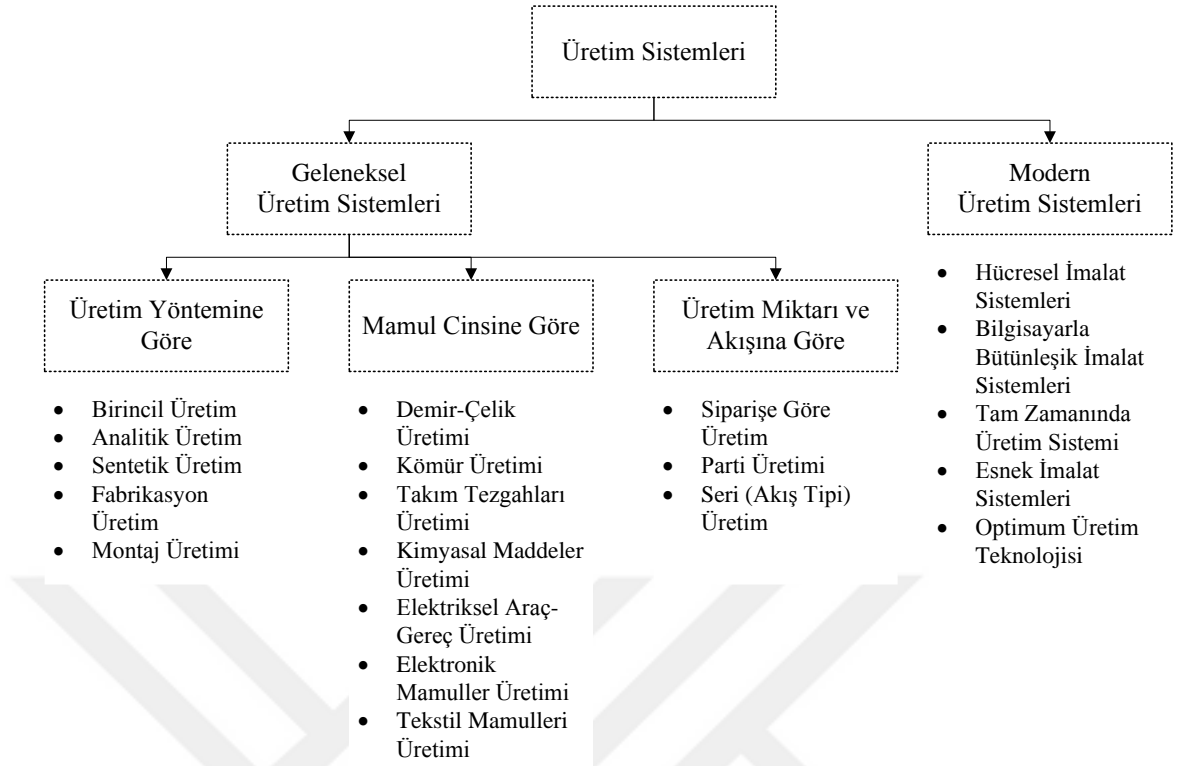 Üretim Sistemleri
Geleneksel
Üretim Sistemleri
Modern
Üretim Sistemleri
Üretim Yöntemine
Göre
Mamul Cinsine Göre
Üretim Miktarı ve
Akışına Göre
• Birincil Üretim
• Analitik Üretim
• Sentetik Üretim
• Fabrikasyon
Üretim
• Montaj Üretimi
• Demir-Çelik
Üretimi
• Kömür Üretimi
• Takım Tezgahları
Üretimi
• Kimyasal Maddeler
Üretimi
• Elektriksel Araç-
Gereç Üretimi
• Elektronik
Mamuller Üretimi
• Tekstil Mamulleri
Üretimi
• Siparişe Göre
Üretim
• Parti Üretimi
• Seri (Akış Tipi)
Üretim
• Hücresel İmalat
Sistemleri
• Bilgisayarla
Bütünleşik İmalat
Sistemleri
• Tam Zamanında
Üretim Sistemi
• Esnek İmalat
Sistemleri
• Optimum Üretim
Teknolojisi